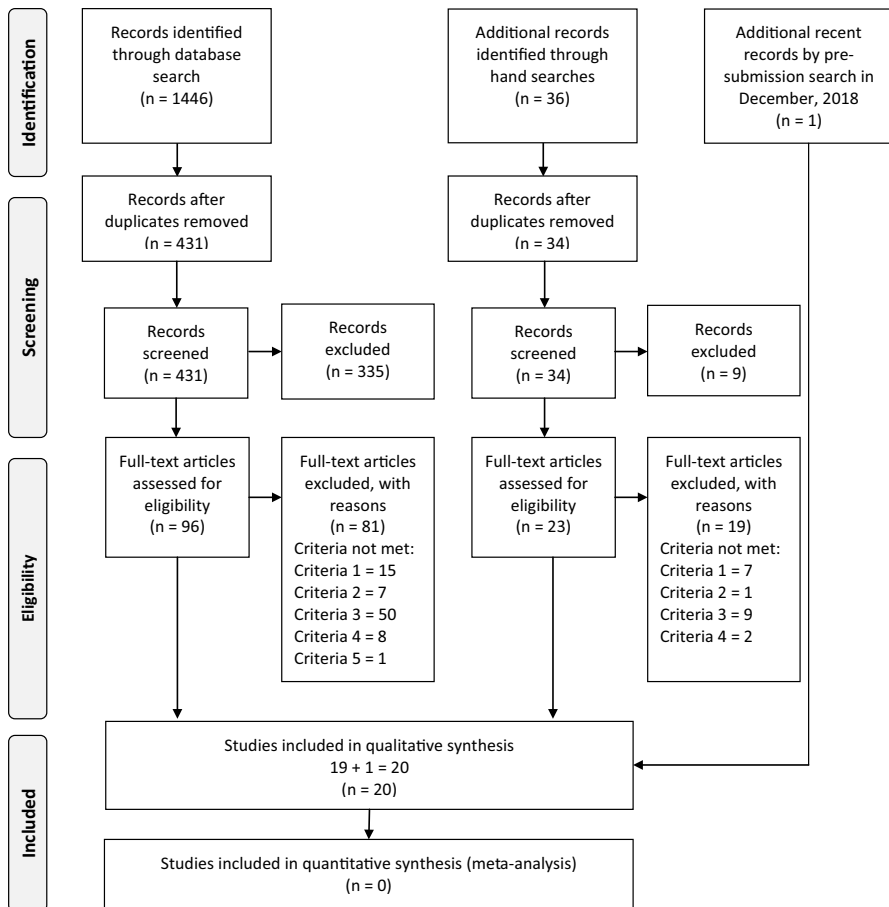 Identification
Records identified
through database
search
(n = 1446)
Additional records
identified through
hand searches
(n = 36)
Additional recent
records by pre-
submission search in
December, 2018
(n = 1)
Screening
Records after
duplicates removed
(n = 431)
Records after
duplicates removed
(n = 34)
Records
screened
(n = 431)
Records
excluded
(n = 335)
Records
screened
(n = 34)
Records
excluded
(n = 9)
Eligibility
Full-text articles
assessed for
eligibility
(n = 96)
Full-text articles
excluded, with
reasons
(n = 81)
Criteria not met:
Criteria 1 = 15
Criteria 2 = 7
Criteria 3 = 50
Criteria 4 = 8
Criteria 5 = 1
Full-text articles
assessed for
eligibility
(n = 23)
Full-text articles
excluded, with
reasons
(n = 19)
Criteria not met:
Criteria 1 = 7
Criteria 2 = 1
Criteria 3 = 9
Criteria 4 = 2
Included
Studies included in qualitative synthesis
19 + 1 = 20
(n = 20)
Studies included in quantitative synthesis (meta-analysis)
(n = 0)